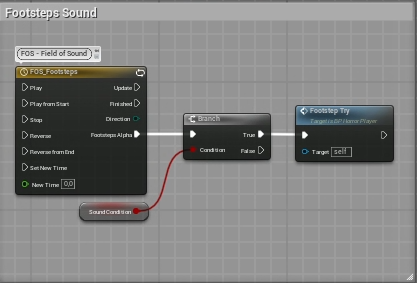 Footsteps Sound
FOS - Field of Sound
FOS_Footsteps
Play
Update
Play from Start
Finished
Stop
Direction
Reverse
Footsteps Alpha
Reverse from End
Set New Time
New Time 0,0
Branch
True
Condition
False
Footstep Try
Target is BP Horror Player
Target self
SoundCondition